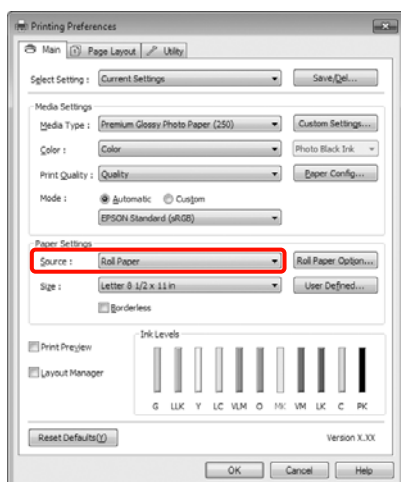 Printing Preferences
Main Page Layout Utility
Select Setting : Current Settings Save/Del...
Media Settings
Media Type : Premium Glossy Photo Paper (250) Custom Settings...
Color : Color Photo Black Ink
Print Quality : Quality Paper Config...
Mode : Automatic Custom
EPSON Standard (sRGB)
Paper Settings
Source : Roll Paper Roll Paper Option...
Size : Letter 8 1/2 x 11 in User Defined...
Borderless
Ink Levels
Print Preview
Layout Manager
G LLK Y LC VLM O MK VM LK C PK
Reset Defaults(Y) Version X.XX
OK Cancel Help